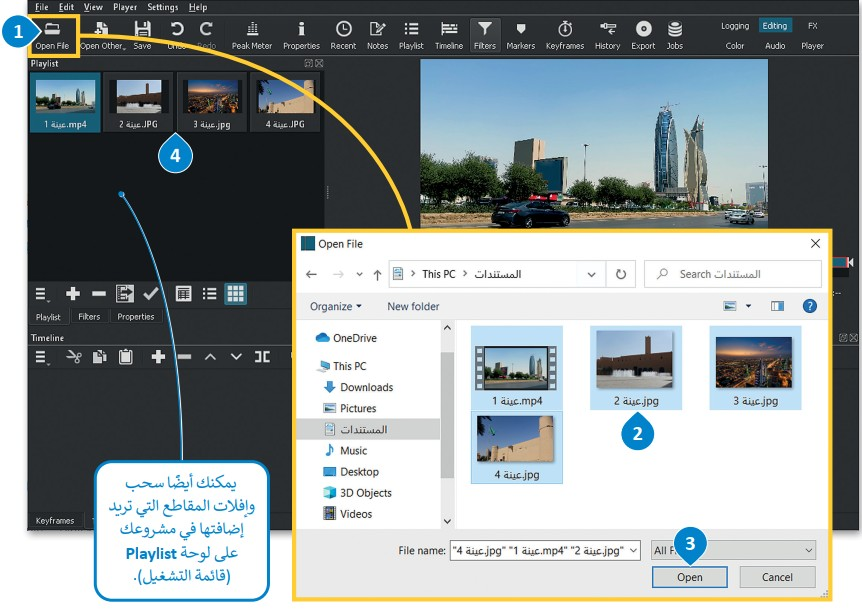 File Edit View Player Settings Help
1
Open File Open Other.. Save Undo Redo Peak Meter Properties Recent Notes Playlist Timeline Filters Markers Keyframes History Export Jobs
Logging Editing FX
Color Audio Player
Playlist
عينة 1.mp4 عينة 2.JPG عينة 3.jpg عينة 4.JPG
4
Playlist Filters Properties
Timeline
Keyframes
Open File
This PC المستندات
Search المستندات
Organize New folder
OneDrive
This PC
Downloads
Pictures
المستندات
Music
Desktop
3D Objects
Videos
عينة 1.mp4 عينة 2.jpg عينة 3.jpg
2
عينة 4.jpg
3
File name: "عينة 4.jpg" "عينة 1.mp4" "عينة 2.jpg"
All F
Open Cancel
يمكنك أيضًا سحب
وإفلات المقاطع التي تريد
إضافتها في مشروعك
على لوحة Playlist
(قائمة التشغيل).